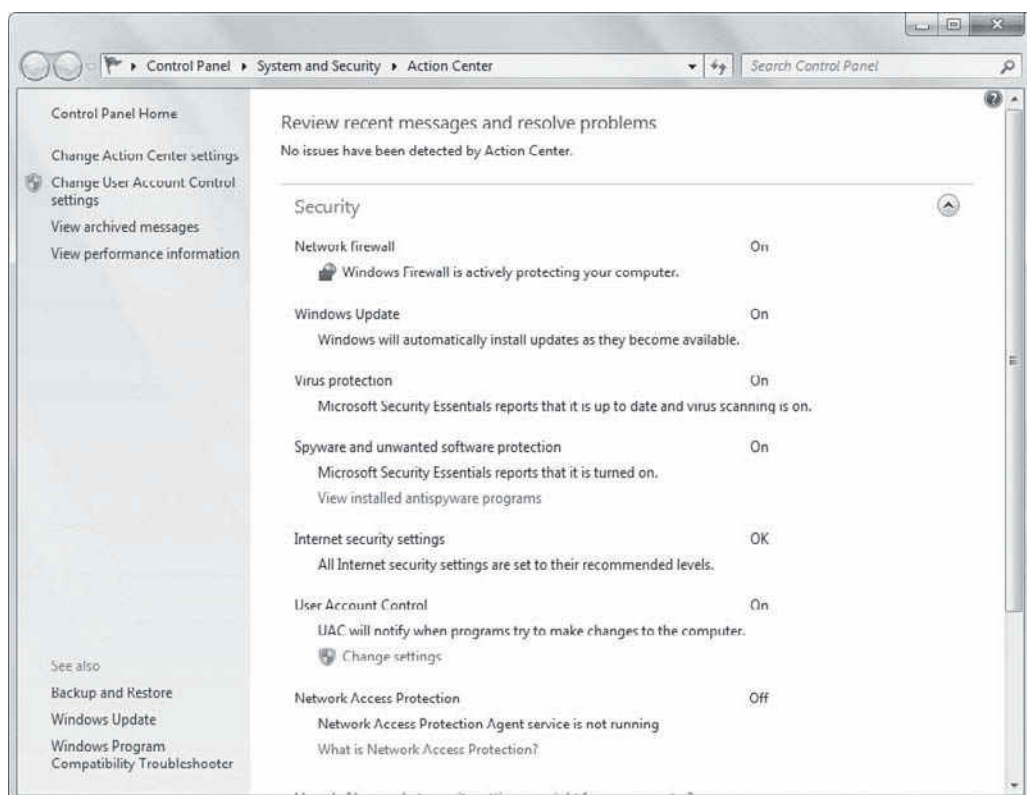 Control Panel ▸ System and Security ▸ Action Center
Search Control Panel
Control Panel Home
Change Action Center settings
Change User Account Control
settings
View archived messages
View performance information
See also
Backup and Restore
Windows Update
Windows Program
Compatibility Troubleshooter
Review recent messages and resolve problems
No issues have been detected by Action Center.
Security
Network firewall On
Windows Firewall is actively protecting your computer.
Windows Update On
Windows will automatically install updates as they become available.
Virus protection On
Microsoft Security Essentials reports that it is up to date and virus scanning is on.
Spyware and unwanted software protection On
Microsoft Security Essentials reports that it is turned on.
View installed antispyware programs
Internet security settings OK
All Internet security settings are set to their recommended levels.
User Account Control On
UAC will notify when programs try to make changes to the computer.
Change settings
Network Access Protection Off
Network Access Protection Agent service is not running
What is Network Access Protection?